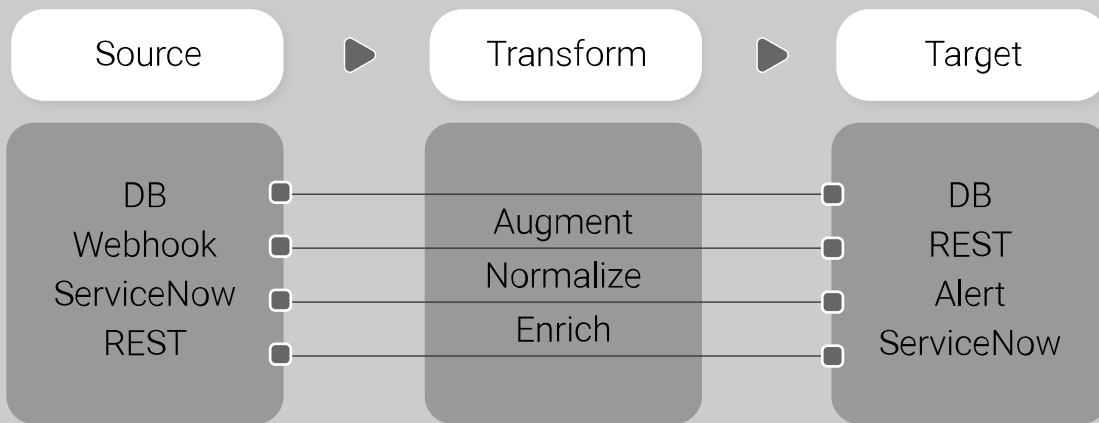 Source
Transform
Target
DB
Webhook
ServiceNow
REST
Augment
Normalize
Enrich
DB
REST
Alert
ServiceNow